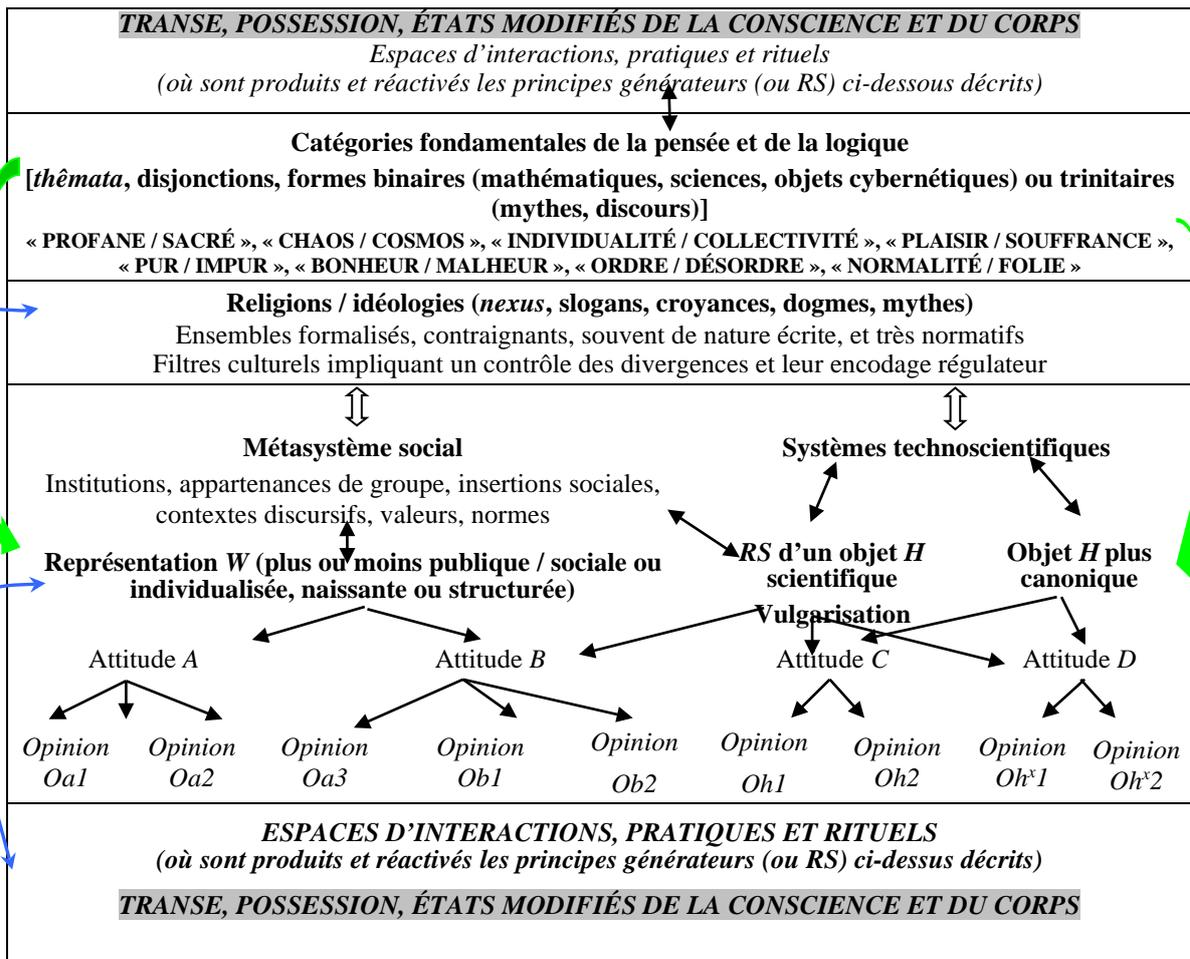 TRANSE, POSSESSION, ÉTATS MODIFIÉS DE LA CONSCIENCE ET DU CORPS
Espaces d’interactions, pratiques et rituels
(où sont produits et réactivés les principes générateurs (ou RS) ci-dessous décrits)
Catégories fondamentales de la pensée et de la logique
[thêmata, disjonctions, formes binaires (mathématiques, sciences, objets cybernétiques) ou trinitaires
(mythes, discours)]
« PROFANE / SACRÉ », « CHAOS / COSMOS », « INDIVIDUALITÉ / COLLECTIVITÉ », « PLAISIR / SOUFFRANCE »,
« PUR / IMPUR », « BONHEUR / MALHEUR », « ORDRE / DÉSORDRE », « NORMALITÉ / FOLIE »
Religions / idéologies (nexus, slogans, croyances, dogmes, mythes)
Ensembles formalisés, contraignants, souvent de nature écrite, et très normatifs
Filtres culturels impliquant un contrôle des divergences et leur encodage régulateur
Métasystème social
Institutions, appartenances de groupe, insertions sociales,
contextes discursifs, valeurs, normes
Représentation W (plus ou moins publique / sociale ou
individualisée, naissante ou structurée)
Systèmes technoscientifiques
RS d’un objet H
scientifique
Vulgarisation
Objet H plus
canonique
Attitude A
Attitude B
Attitude C
Attitude D
Opinion
Oa1
Opinion
Oa2
Opinion
Oa3
Opinion
Ob1
Opinion
Ob2
Opinion
Oh1
Opinion
Oh2
Opinion
Ohˣ1
Opinion
Ohˣ2
ESPACES D’INTERACTIONS, PRATIQUES ET RITUELS
(où sont produits et réactivés les principes générateurs (ou RS) ci-dessus décrits)
TRANSE, POSSESSION, ÉTATS MODIFIÉS DE LA CONSCIENCE ET DU CORPS